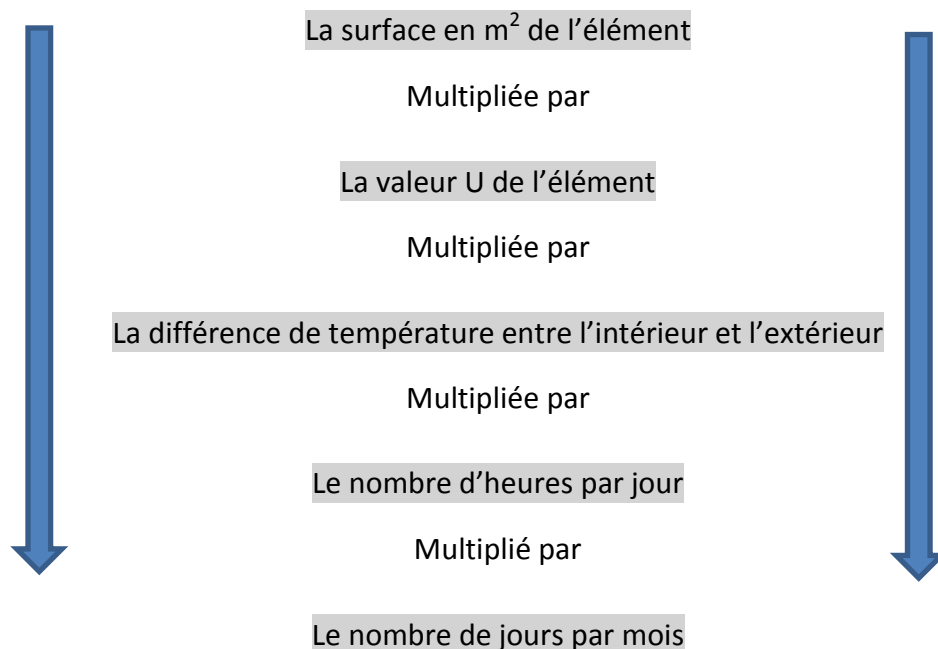 La surface en m² de l’élément
Multipliée par
La valeur U de l’élément
Multipliée par
La différence de température entre l’intérieur et l’extérieur
Multipliée par
Le nombre d’heures par jour
Multiplié par
Le nombre de jours par mois